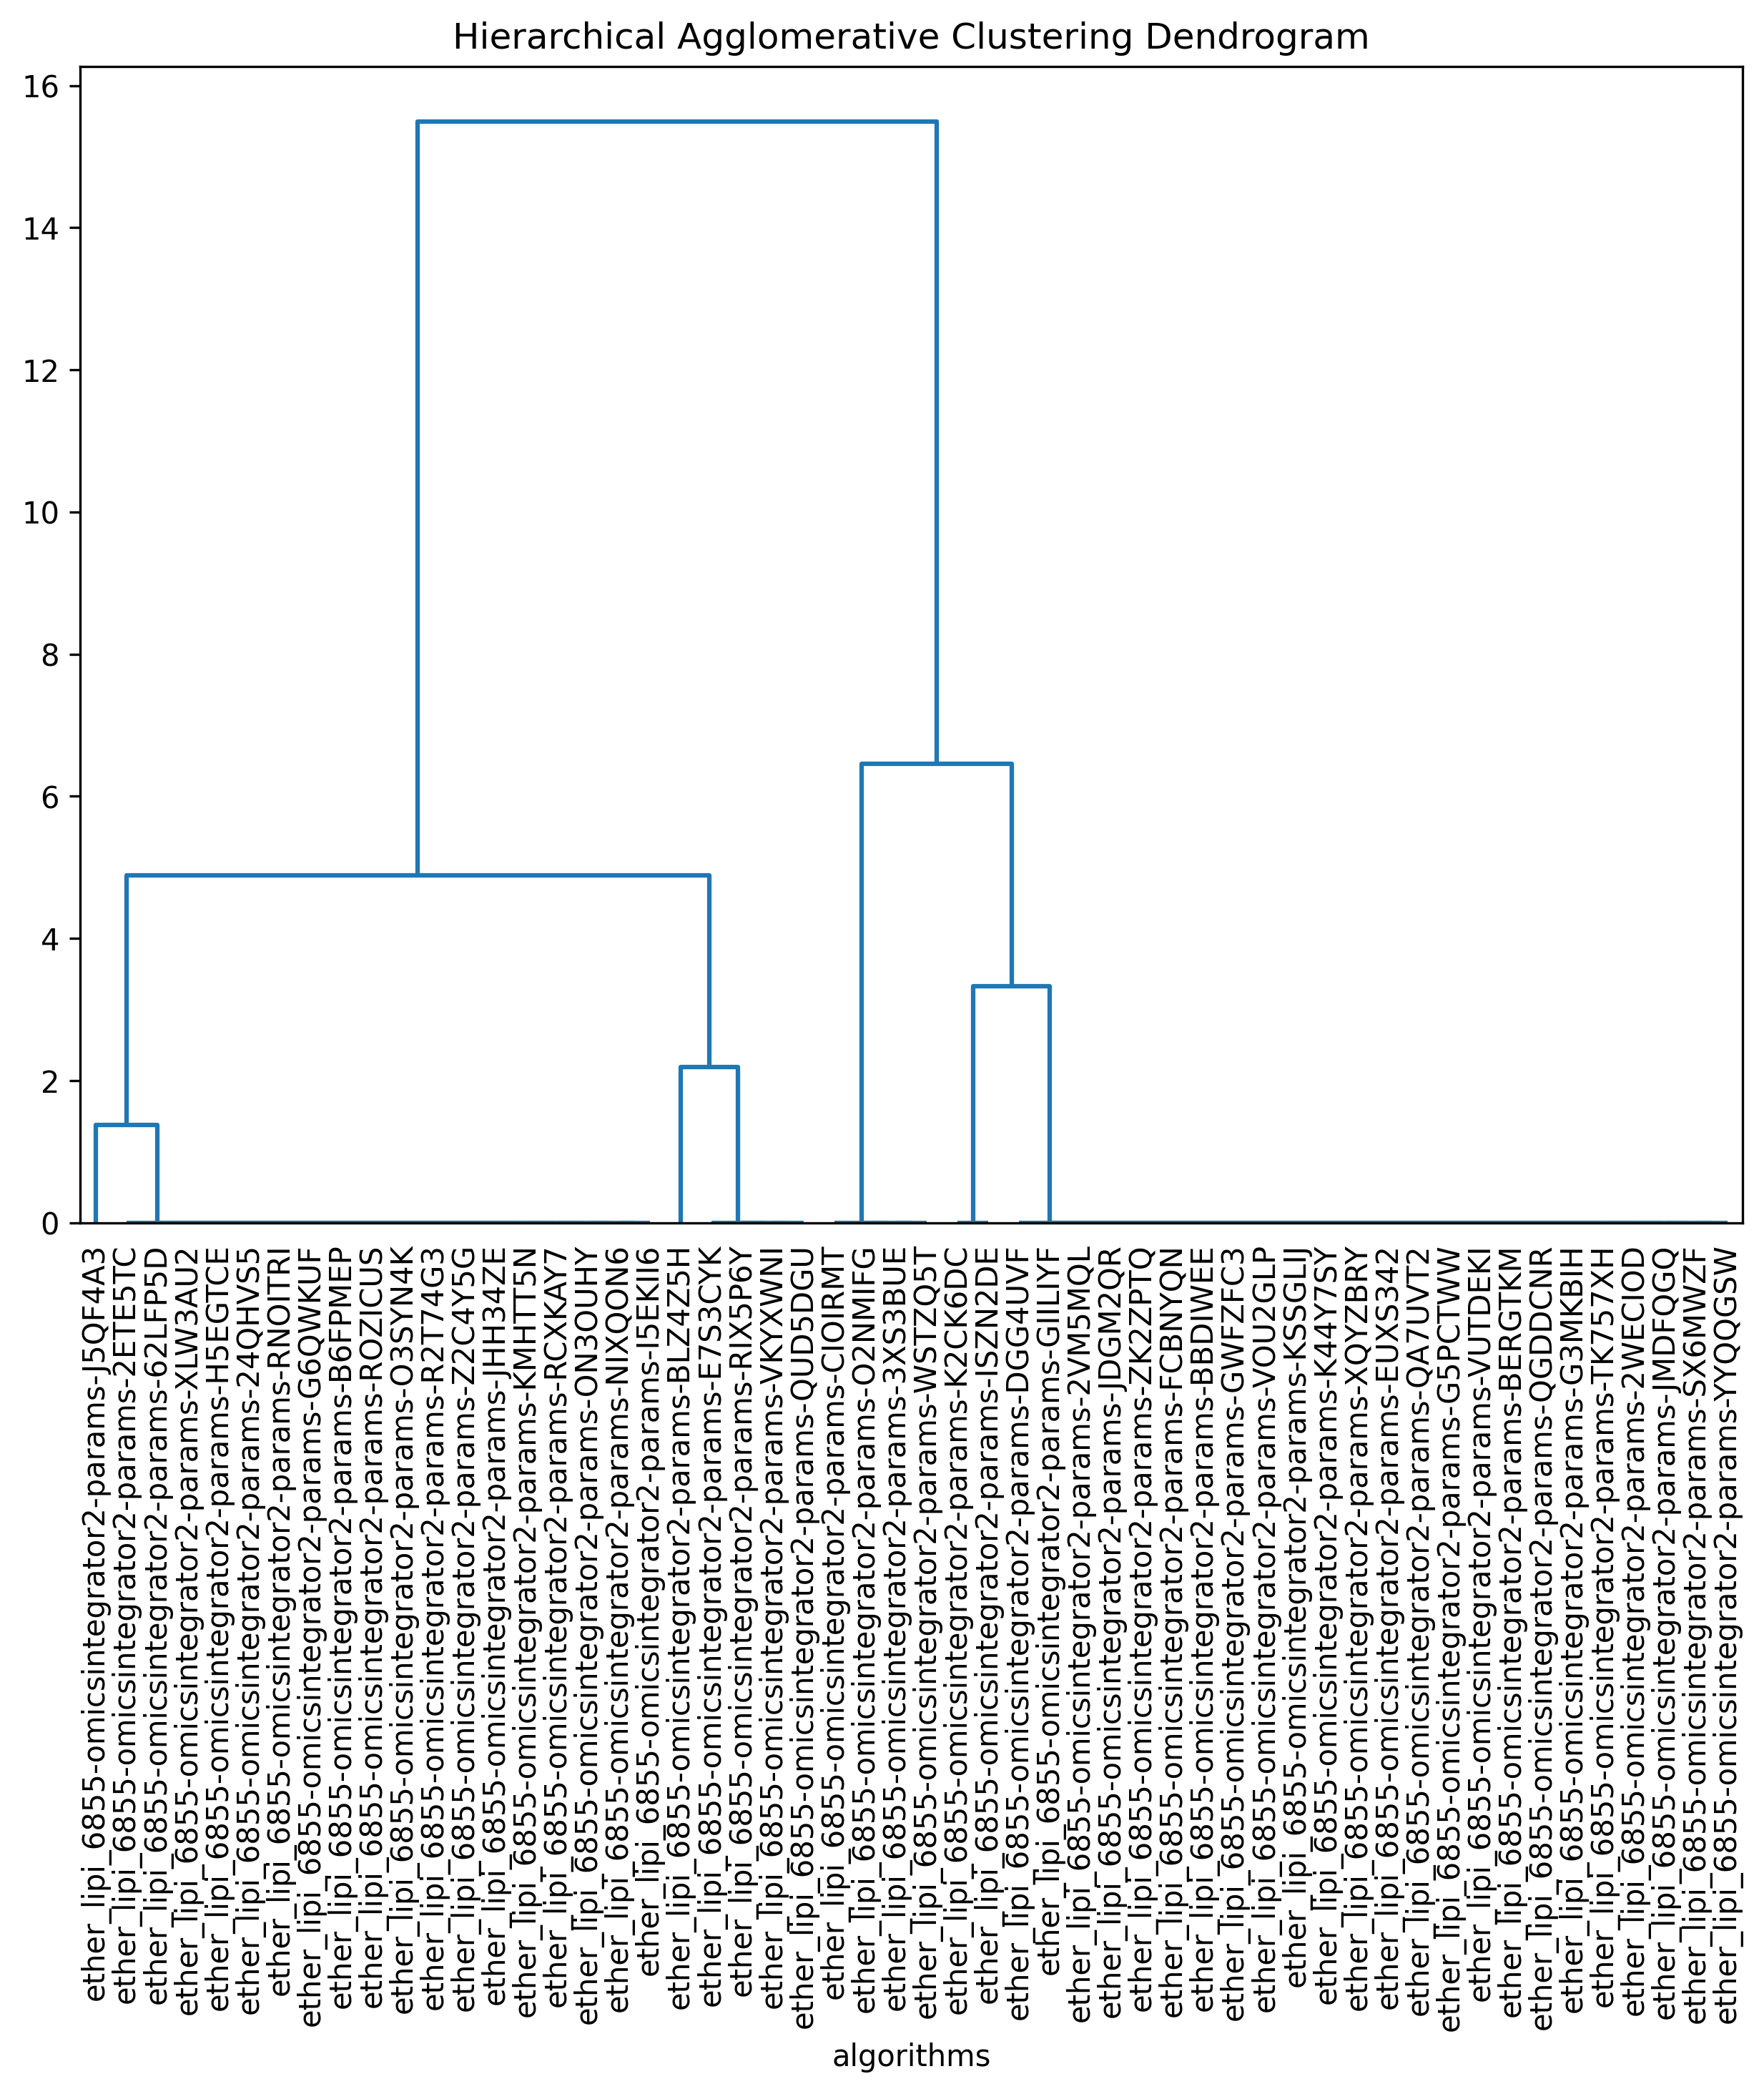 Hierarchical Agglomerative Clustering Dendrogram
16
14
12
10
8
6
4
2
0
ether_lipi_6855-omicsintegrator2-params-J5QF4A3
ether_lipi_6855-omicsintegrator2-params-2ETE5TC
ether_lipi_6855-omicsintegrator2-params-62LFP5D
ether_lipi_6855-omicsintegrator2-params-XLW3AU2
ether_lipi_6855-omicsintegrator2-params-H5EGTCE
ether_lipi_6855-omicsintegrator2-params-24QHVS5
ether_lipi_6855-omicsintegrator2-params-RNOITRI
ether_lipi_6855-omicsintegrator2-params-G6QWKUF
ether_lipi_6855-omicsintegrator2-params-B6FPMEP
ether_lipi_6855-omicsintegrator2-params-ROZICUS
ether_lipi_6855-omicsintegrator2-params-O3SYN4K
ether_lipi_6855-omicsintegrator2-params-R2T74G3
ether_lipi_6855-omicsintegrator2-params-Z2C4Y5G
ether_lipi_6855-omicsintegrator2-params-JHH34ZE
ether_lipi_6855-omicsintegrator2-params-KMHTT5N
ether_lipi_6855-omicsintegrator2-params-RCXKAY7
ether_lipi_6855-omicsintegrator2-params-ON3OUHY
ether_lipi_6855-omicsintegrator2-params-NIXQON6
ether_lipi_6855-omicsintegrator2-params-I5EKII6
ether_lipi_6855-omicsintegrator2-params-BLZ4Z5H
ether_lipi_6855-omicsintegrator2-params-E7S3CYK
ether_lipi_6855-omicsintegrator2-params-RIX5P6Y
ether_lipi_6855-omicsintegrator2-params-VKYXWNI
ether_lipi_6855-omicsintegrator2-params-QUD5DGU
ether_lipi_6855-omicsintegrator2-params-CIOIRMT
ether_lipi_6855-omicsintegrator2-params-O2NMIFG
ether_lipi_6855-omicsintegrator2-params-3XS3BUE
ether_lipi_6855-omicsintegrator2-params-WSTZQ5T
ether_lipi_6855-omicsintegrator2-params-K2CK6DC
ether_lipi_6855-omicsintegrator2-params-ISZN2DE
ether_lipi_6855-omicsintegrator2-params-DGG4UVF
ether_lipi_6855-omicsintegrator2-params-GIILIYF
ether_lipi_6855-omicsintegrator2-params-2VM5MQL
ether_lipi_6855-omicsintegrator2-params-JDGM2QR
ether_lipi_6855-omicsintegrator2-params-ZK2ZPTQ
ether_lipi_6855-omicsintegrator2-params-FCBNYQN
ether_lipi_6855-omicsintegrator2-params-BBDIWEE
ether_lipi_6855-omicsintegrator2-params-GWFZFC3
ether_lipi_6855-omicsintegrator2-params-VOU2GLP
ether_lipi_6855-omicsintegrator2-params-KSSGLIJ
ether_lipi_6855-omicsintegrator2-params-K44Y7SY
ether_lipi_6855-omicsintegrator2-params-XQYZBRY
ether_lipi_6855-omicsintegrator2-params-EUXS342
ether_lipi_6855-omicsintegrator2-params-QA7UVT2
ether_lipi_6855-omicsintegrator2-params-G5PCTWW
ether_lipi_6855-omicsintegrator2-params-VUTDEKI
ether_lipi_6855-omicsintegrator2-params-BERGTKM
ether_lipi_6855-omicsintegrator2-params-QGDDCNR
ether_lipi_6855-omicsintegrator2-params-G3MKBIH
ether_lipi_6855-omicsintegrator2-params-TK757XH
ether_lipi_6855-omicsintegrator2-params-2WECIOD
ether_lipi_6855-omicsintegrator2-params-JMDFQGQ
ether_lipi_6855-omicsintegrator2-params-SX6MWZF
ether_lipi_6855-omicsintegrator2-params-YYQQGSW
algorithms